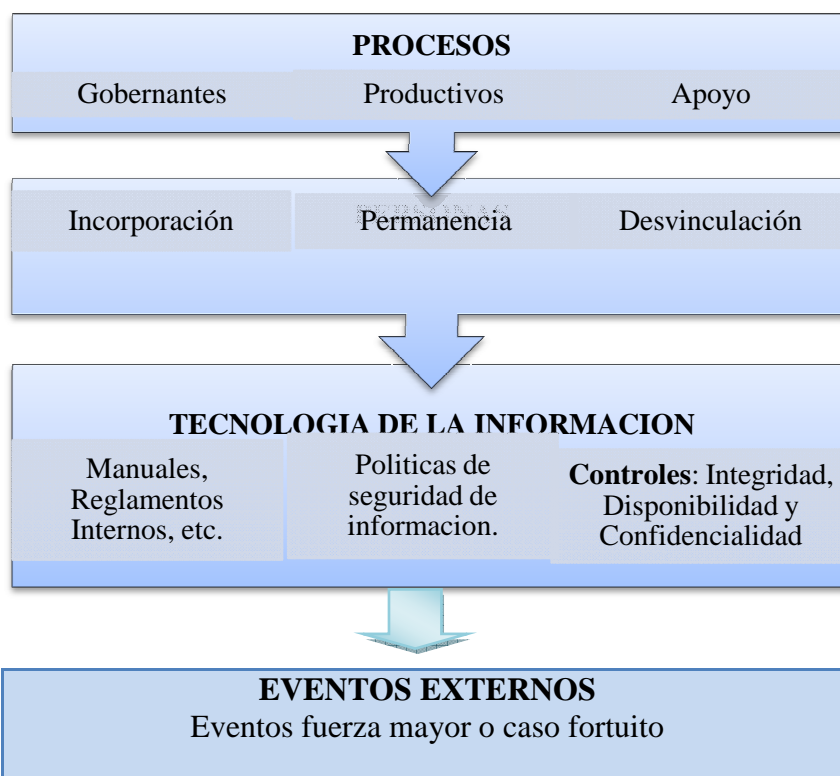 PROCESOS
Gobernantes Productivos Apoyo
Incorporación Permanencia Desvinculación
TECNOLOGIA DE LA INFORMACION
Manuales,
Reglamentos
Internos, etc.
Politicas de
seguridad de
informacion.
Controles: Integridad,
Disponibilidad y
Confidencialidad
EVENTOS EXTERNOS
Eventos fuerza mayor o caso fortuito